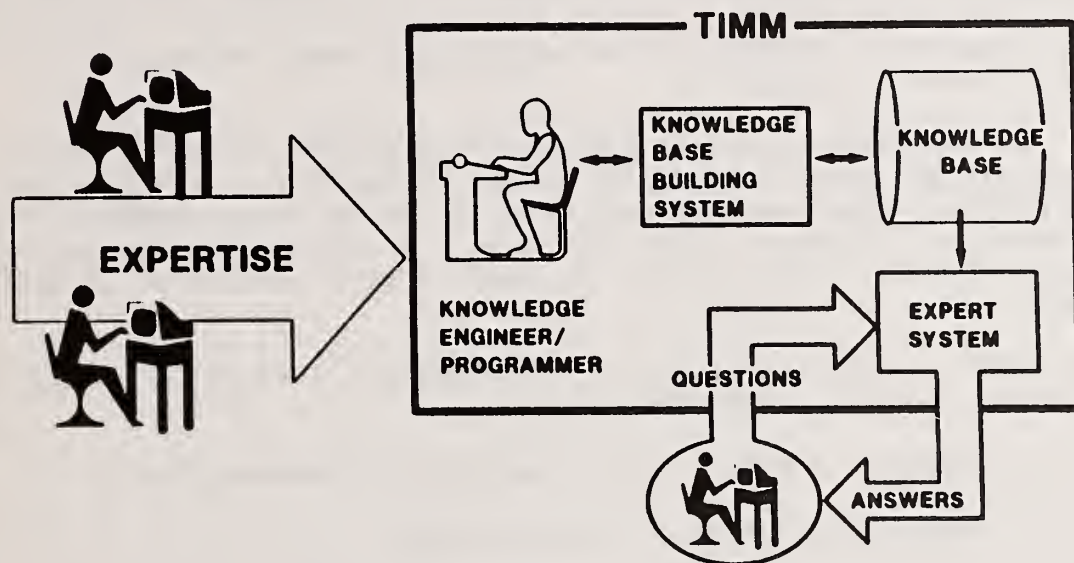 TIMM
EXPERTISE
KNOWLEDGE
ENGINEER/
PROGRAMMER
KNOWLEDGE
BASE
BUILDING
SYSTEM
KNOWLEDGE
BASE
EXPERT
SYSTEM
QUESTIONS
ANSWERS